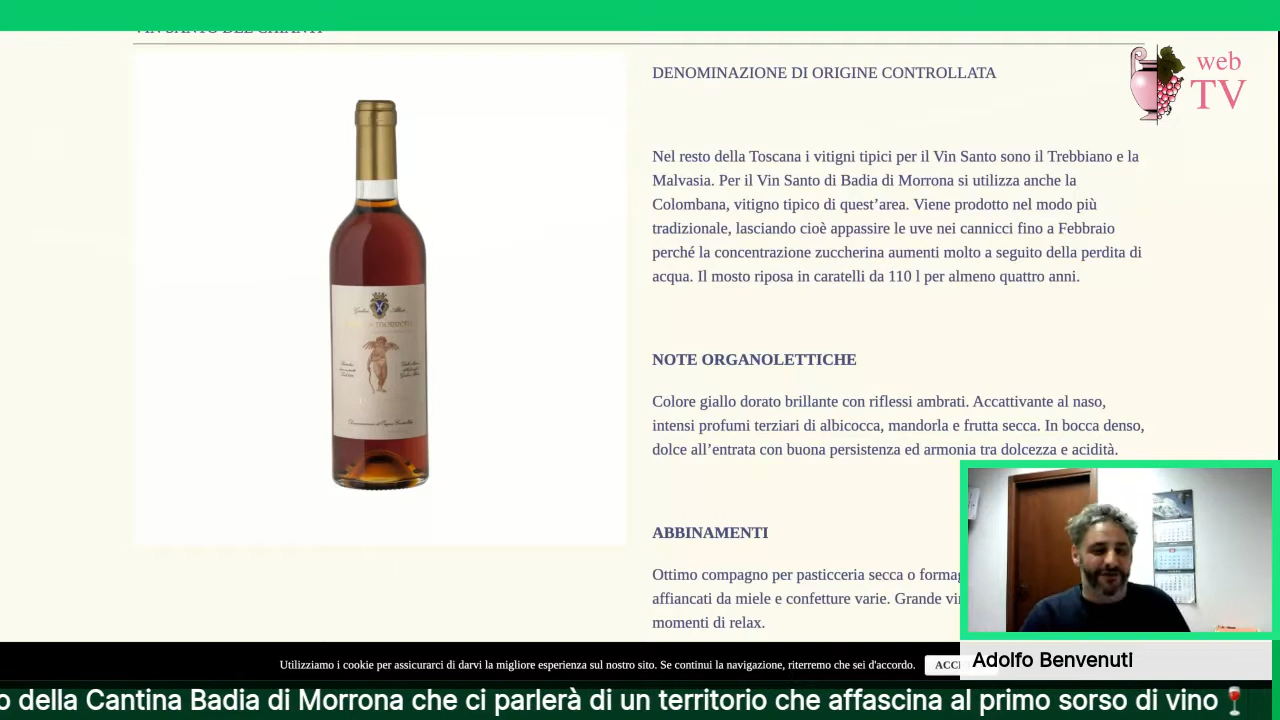 VIN SANTO DEL CHIANTI
DENOMINAZIONE DI ORIGINE CONTROLLATA
web
TV
Nel resto della Toscana i vitigni tipici per il Vin Santo sono il Trebbiano e la
Malvasia. Per il Vin Santo di Badia di Morrona si utilizza anche la
Colombana, vitigno tipico di quest’area. Viene prodotto nel modo più
tradizionale, lasciando cioè appassire le uve nei cannicci fino a Febbraio
perché la concentrazione zuccherina aumenti molto a seguito della perdita di
acqua. Il mosto riposa in caratelli da 110 l per almeno quattro anni.
NOTE ORGANOLETTICHE
Colore giallo dorato brillante con riflessi ambrati. Accattivante al naso,
intensi profumi terziari di albicocca, mandorla e frutta secca. In bocca denso,
dolce all’entrata con buona persistenza ed armonia tra dolcezza e acidità.
ABBINAMENTI
Ottimo compagno per pasticceria secca o formag
affiancati da miele e confetture varie. Grande vi
momenti di relax.
Utilizziamo i cookie per assicurarci di darvi la migliore esperienza sul nostro sito. Se continui la navigazione, riterremo che sei d'accordo.
ACC
Adolfo Benvenuti
o della Cantina Badia di Morrona che ci parlerà di un territorio che affascina al primo sorso di vino🍷